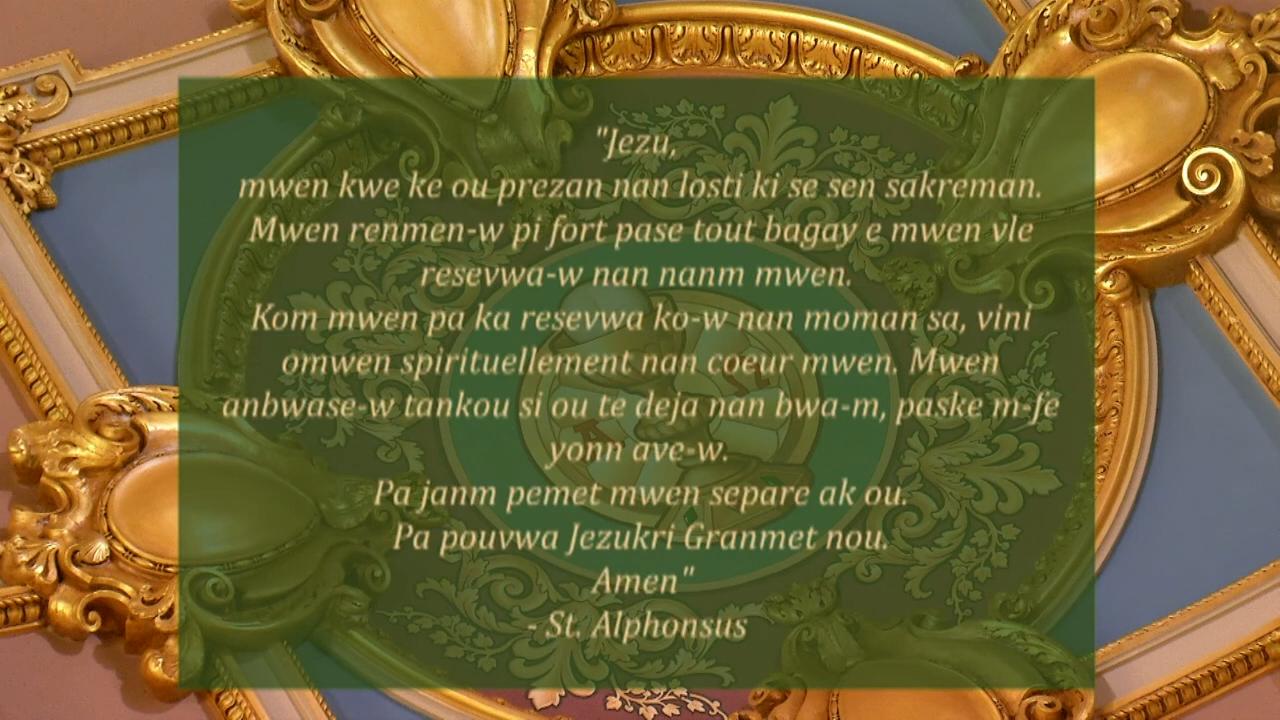 "Jezu,
mwen kwe ke ou prezan nan losti ki se sen sakreman.
Mwen renmen-w pi fort pase tout bagay e mwen vle
resevwa-w nan nanm mwen.
Kom mwen pa ka resevwa ko-w nan moman sa, vini
omwen spirituellement nan coeur mwen. Mwen
anbwase-w tankou si ou te deja nan bwa-m, paske m-fe
yonn ave-w.
Pa janm pemet mwen separe ak ou.
Pa pouvwa Jezukri Granmet nou.
Amen"
- St. Alphonsus